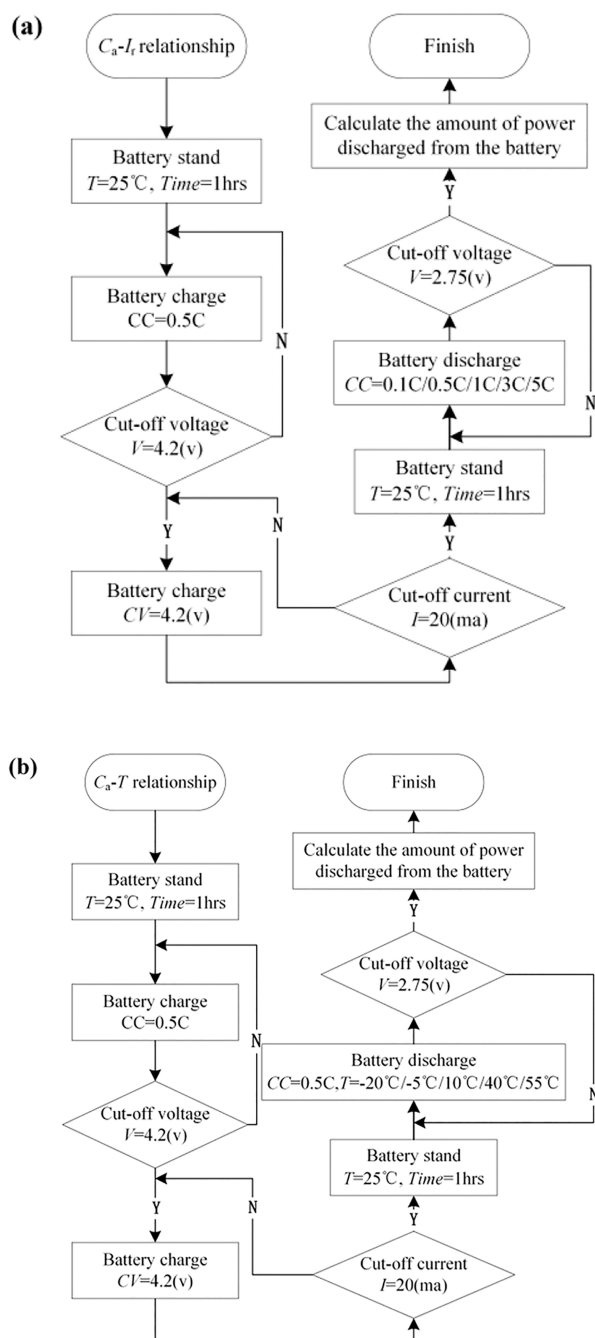 (a)
Cₐ-Iᵣ relationship
Battery stand
T=25℃, Time=1hrs
Battery charge
CC=0.5C
N
Cut-off voltage
V=4.2(v)
Y
Battery charge
CV=4.2(v)
Finish
Calculate the amount of power
discharged from the battery
Y
Cut-off voltage
V=2.75(v)
Battery discharge
CC=0.1C/0.5C/1C/3C/5C
N
Battery stand
T=25℃, Time=1hrs
N
Y
Cut-off current
I=20(ma)
(b)
Cₐ-T relationship
Battery stand
T=25℃, Time=1hrs
Battery charge
CC=0.5C
N
Cut-off voltage
V=4.2(v)
Y
Battery charge
CV=4.2(v)
Finish
Calculate the amount of power
discharged from the battery
Y
Cut-off voltage
V=2.75(v)
Battery discharge
CC=0.5C,T=-20℃/-5℃/10℃/40℃/55℃
N
Battery stand
T=25℃, Time=1hrs
N
Y
Cut-off current
I=20(ma)